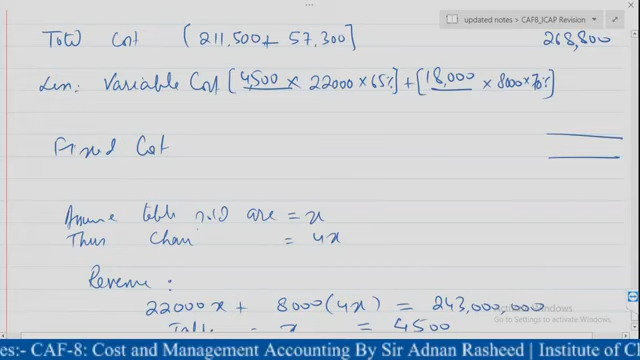 updated notes > CAF8_ICAP Revision
Total Cost [211,500 + 57,300] 268,800
Less: Variable Cost [4,500 × 22000 × 65%] + [18,000 × 8000 × 70%]
Fixed Cost
Assume table sold are = x
Thus Chair = 4x
Revenue:
22000x + 8000(4x) = 243,000,000
Table = x = 4500
Activate Windows
Go to Settings to activate Windows.
es:- CAF-8: Cost and Management Accounting By Sir Adnan Rasheed | Institute of C